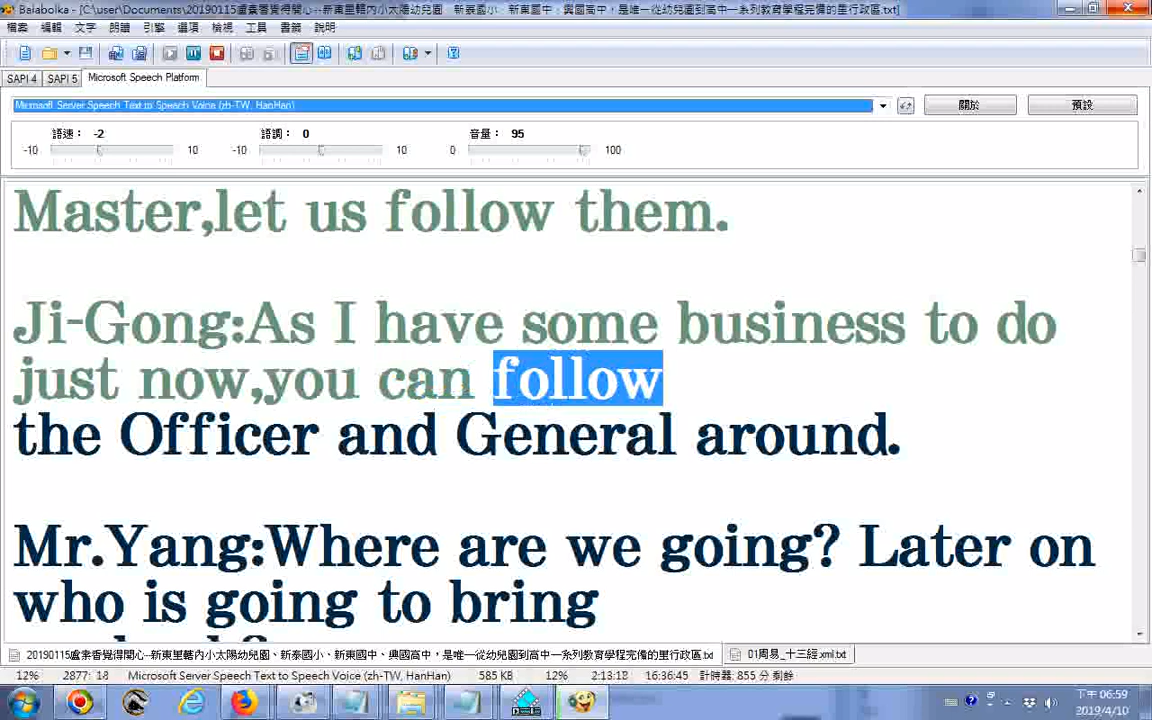 Balabolka - [C:\user\Documents\20190115盧彙香覺得開心--新東里轄內小太陽幼兒園、新泰國小、新東國中、興國高中，是唯一從幼兒園到高中一系列教育學程完備的里行政區.txt]
檔案 編輯 文字 朗讀 引擎 選項 檢視 工具 書籤 說明
SAPI 4 SAPI 5 Microsoft Speech Platform
Microsoft Server Speech Text to Speech Voice (zh-TW, HanHan) 關於 預設
語速： -2 語調： 0 音量： 95
-10 10 -10 10 0 100
Master,let us follow them.
Ji-Gong:As I have some business to do
just now,you can follow
the Officer and General around.
Mr.Yang:Where are we going? Later on
who is going to bring
20190115盧彙香覺得開心--新東里轄內小太陽幼兒園、新泰國小、新東國中、興國高中，是唯一從幼兒園到高中一系列教育學程完備的里行政區.txt 01周易_十三經.xml.txt
12% 2877: 18 Microsoft Server Speech Text to Speech Voice (zh-TW, HanHan) 585 KB 12% 2:13:18 16:36:45 計時器: 855 分 剩餘
下午 06:59
2019/4/10